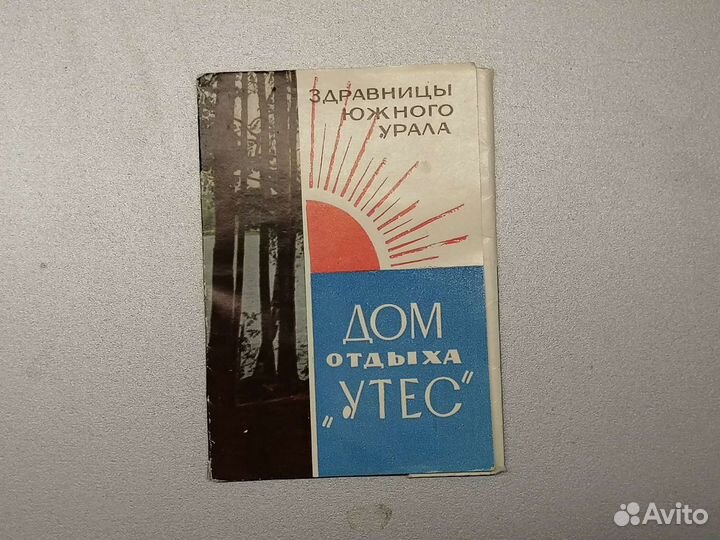 ЗДРАВНИЦЫ
ЮЖНОГО
УРАЛА
ДОМ
ОТДЫХА
„УТЕС"
Avito